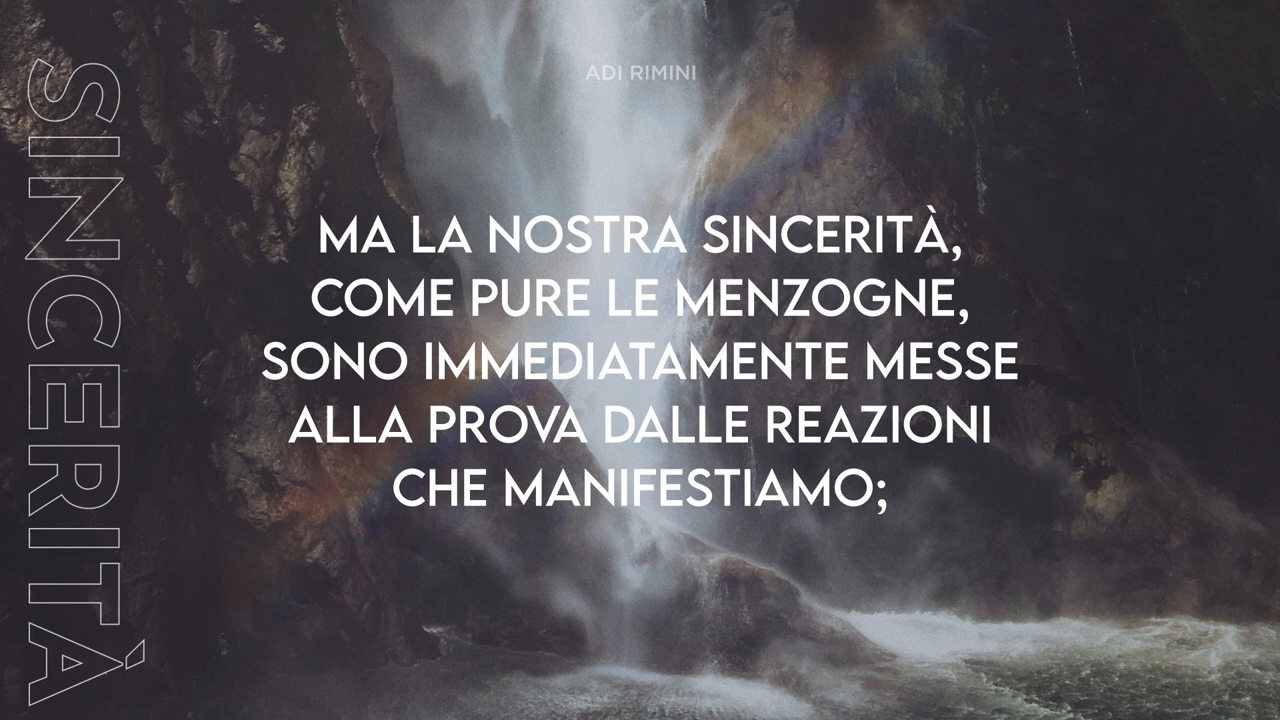 ADI RIMINI
SINCERITÀ
MA LA NOSTRA SINCERITÀ,
COME PURE LE MENZOGNE,
SONO IMMEDIATAMENTE MESSE
ALLA PROVA DALLE REAZIONI
CHE MANIFESTIAMO;